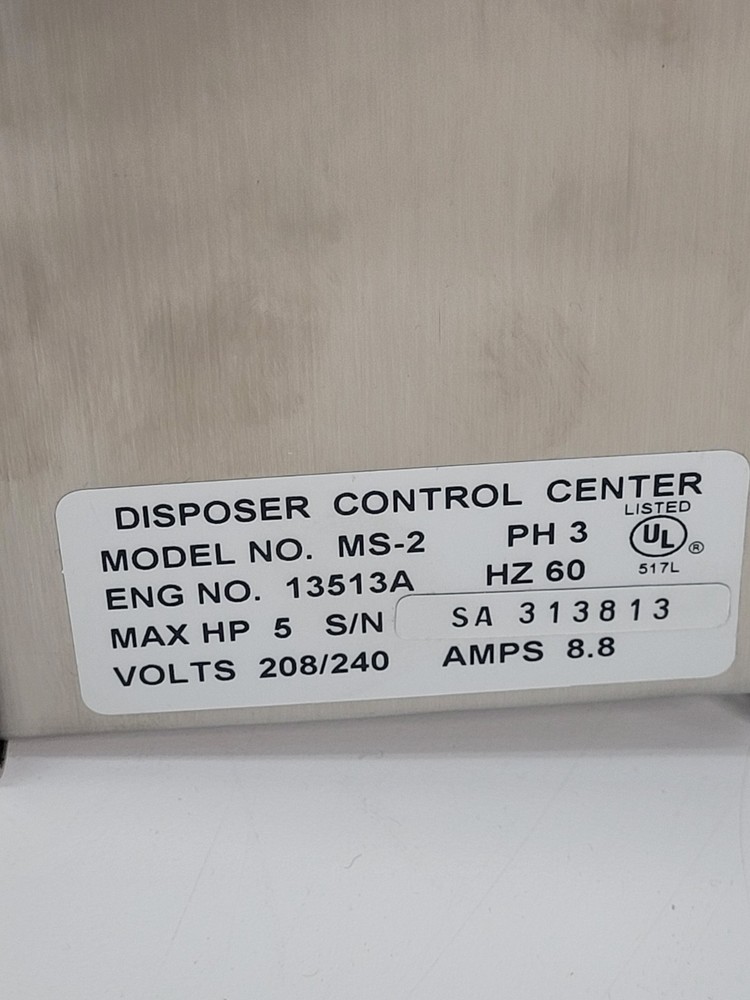 DISPOSER CONTROL CENTER
MODEL NO. MS-2 PH 3
LISTED
UL ®
517L
ENG NO. 13513A HZ 60
MAX HP 5 S/N SA 313813
VOLTS 208/240 AMPS 8.8